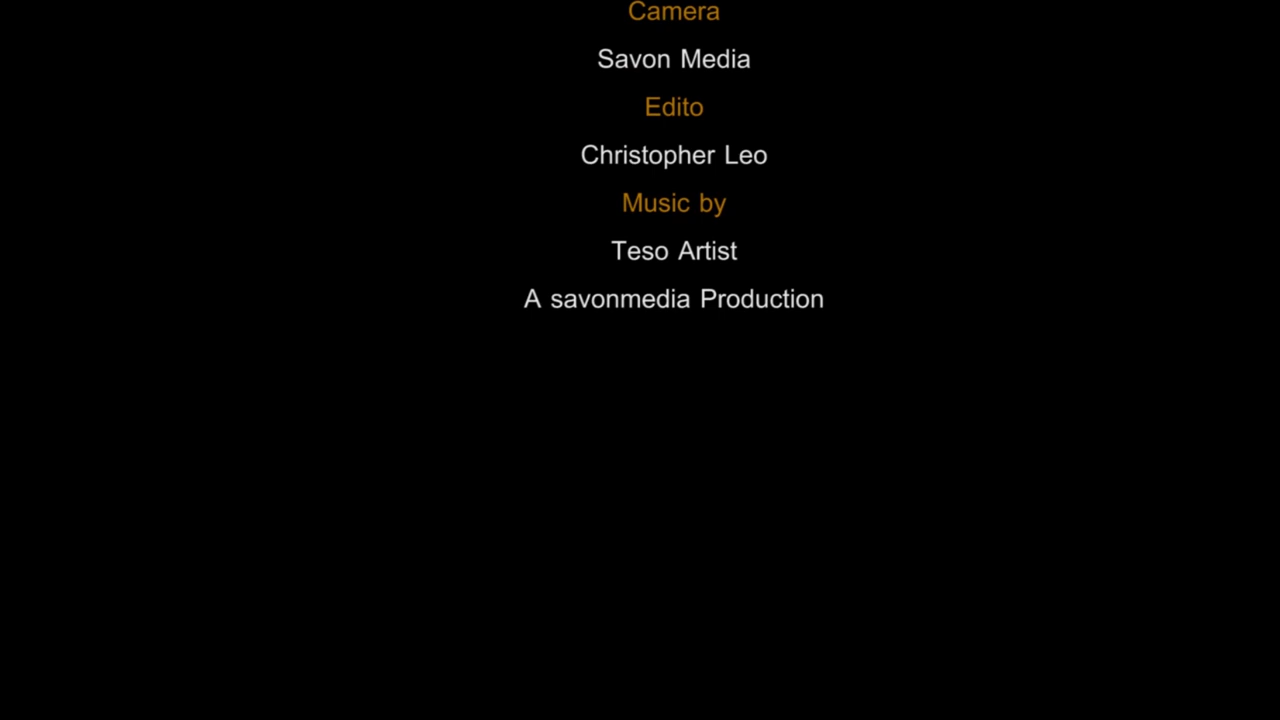 Camera
Savon Media
Edito
Christopher Leo
Music by
Teso Artist
A savonmedia Production